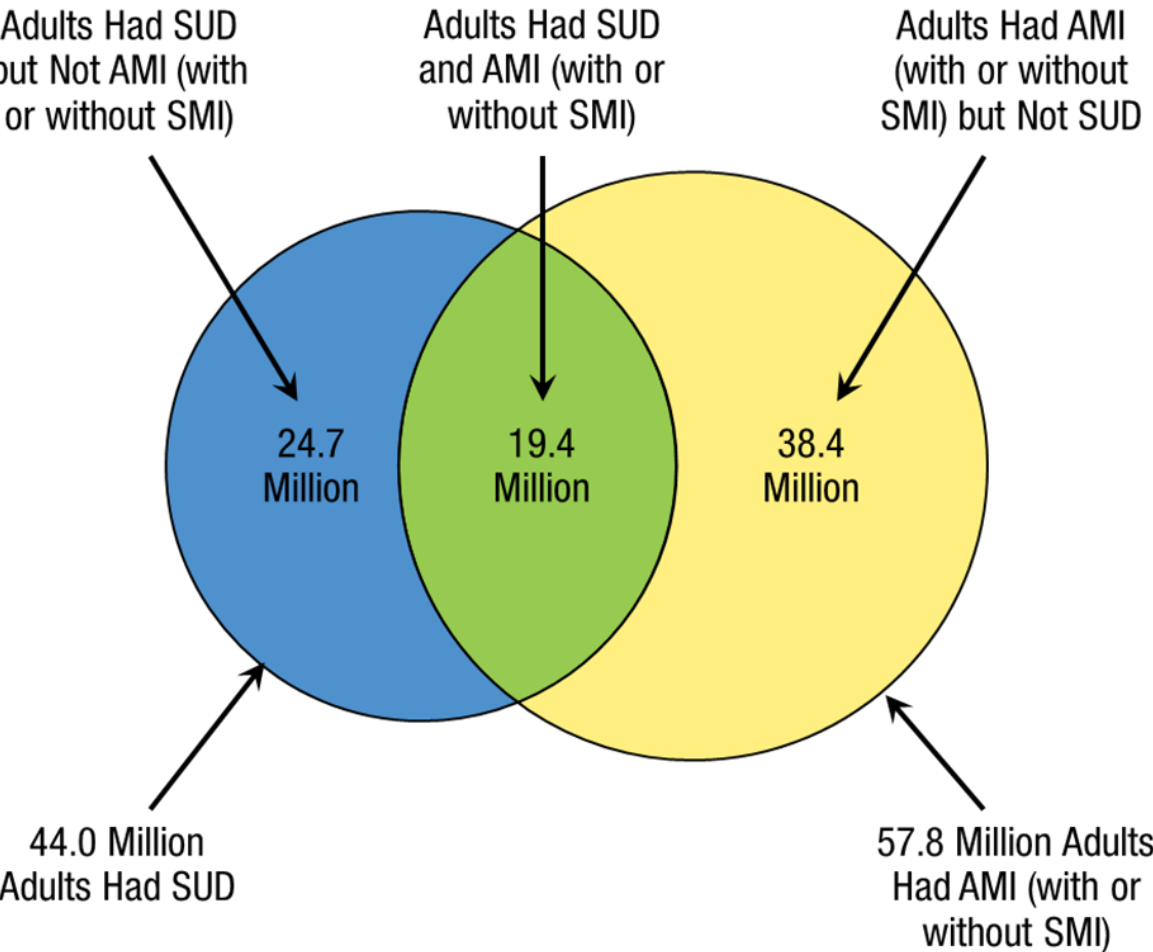 Adults Had SUD
but Not AMI (with
or without SMI)
Adults Had SUD
and AMI (with or
without SMI)
Adults Had AMI
(with or without
SMI) but Not SUD
24.7
Million
19.4
Million
38.4
Million
44.0 Million
Adults Had SUD
57.8 Million Adults
Had AMI (with or
without SMI)